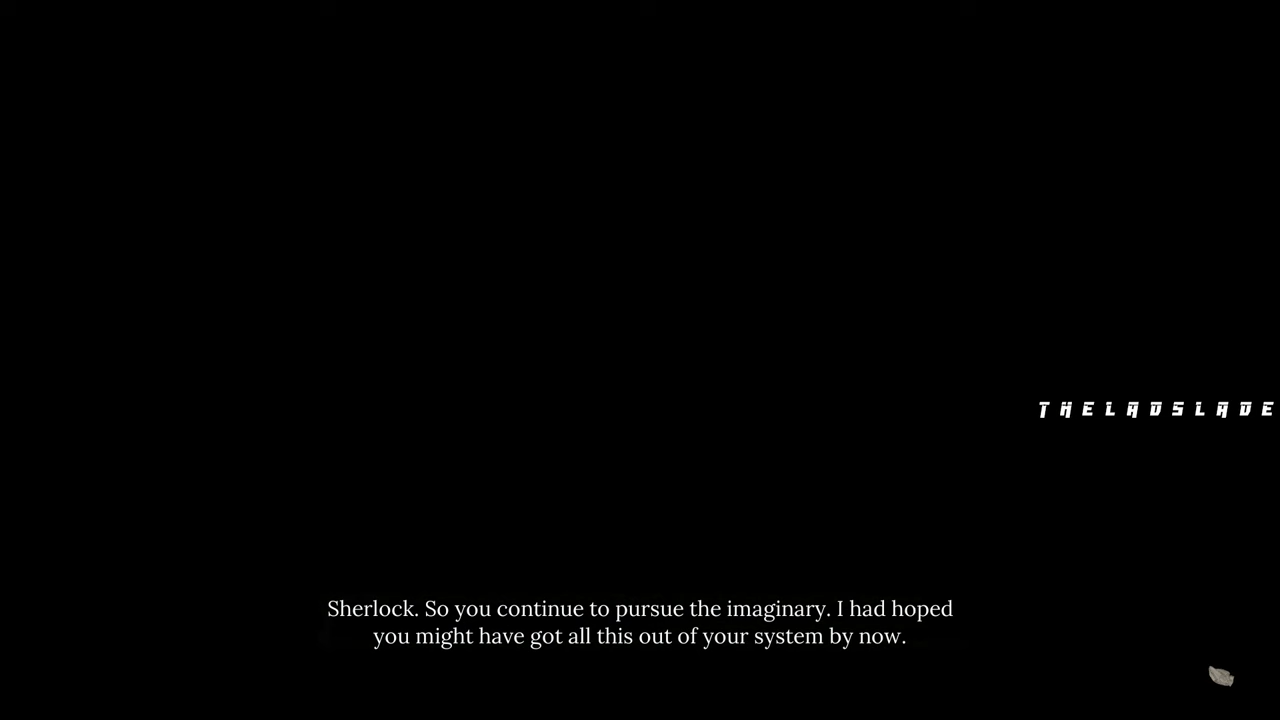 THELADSLADE
Sherlock. So you continue to pursue the imaginary. I had hoped
you might have got all this out of your system by now.